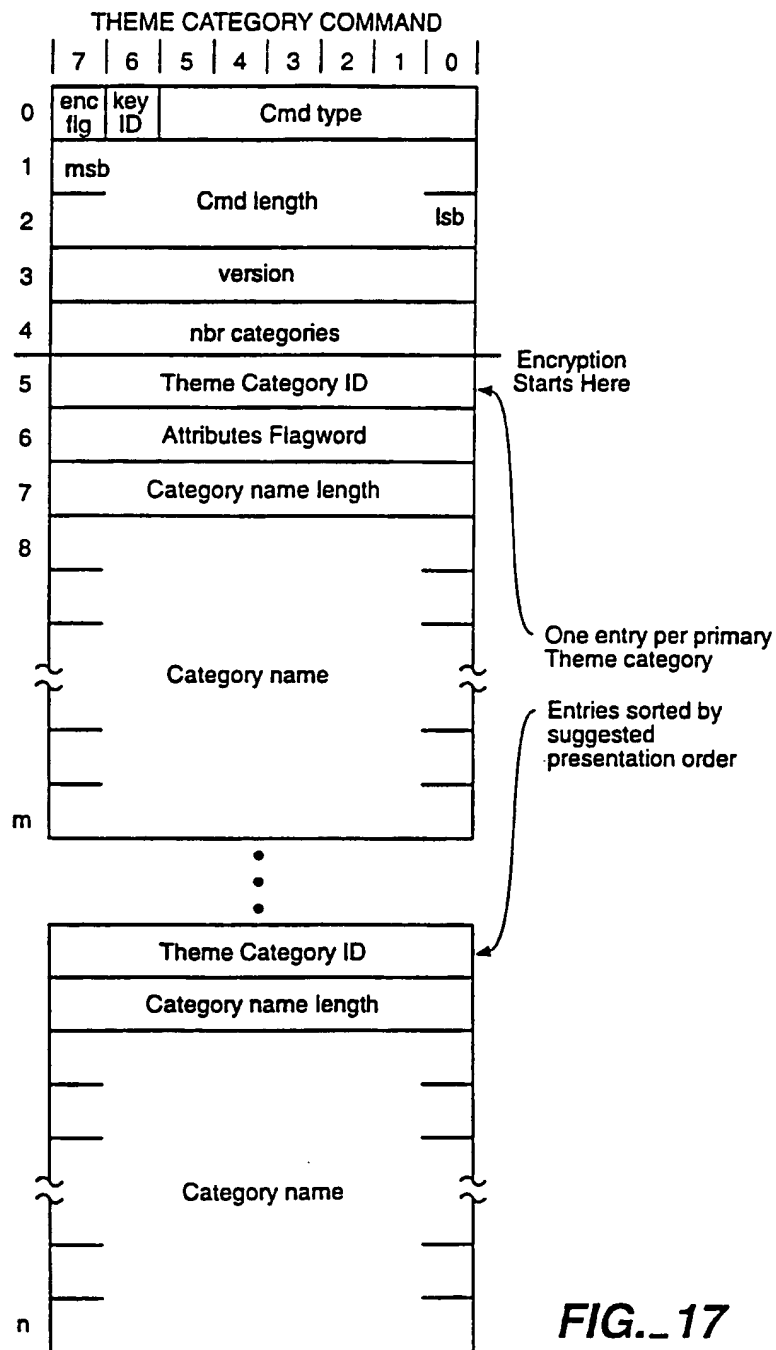 THEME CATEGORY COMMAND
7 6 5 4 3 2 1 0
0 enc flg key ID Cmd type
1 msb
Cmd length
2 lsb
3 version
4 nbr categories
Encryption
Starts Here
5 Theme Category ID
6 Attributes Flagword
7 Category name length
8
One entry per primary
Theme category
Category name
Entries sorted by
suggested
presentation order
m
Theme Category ID
Category name length
Category name
n
FIG._17